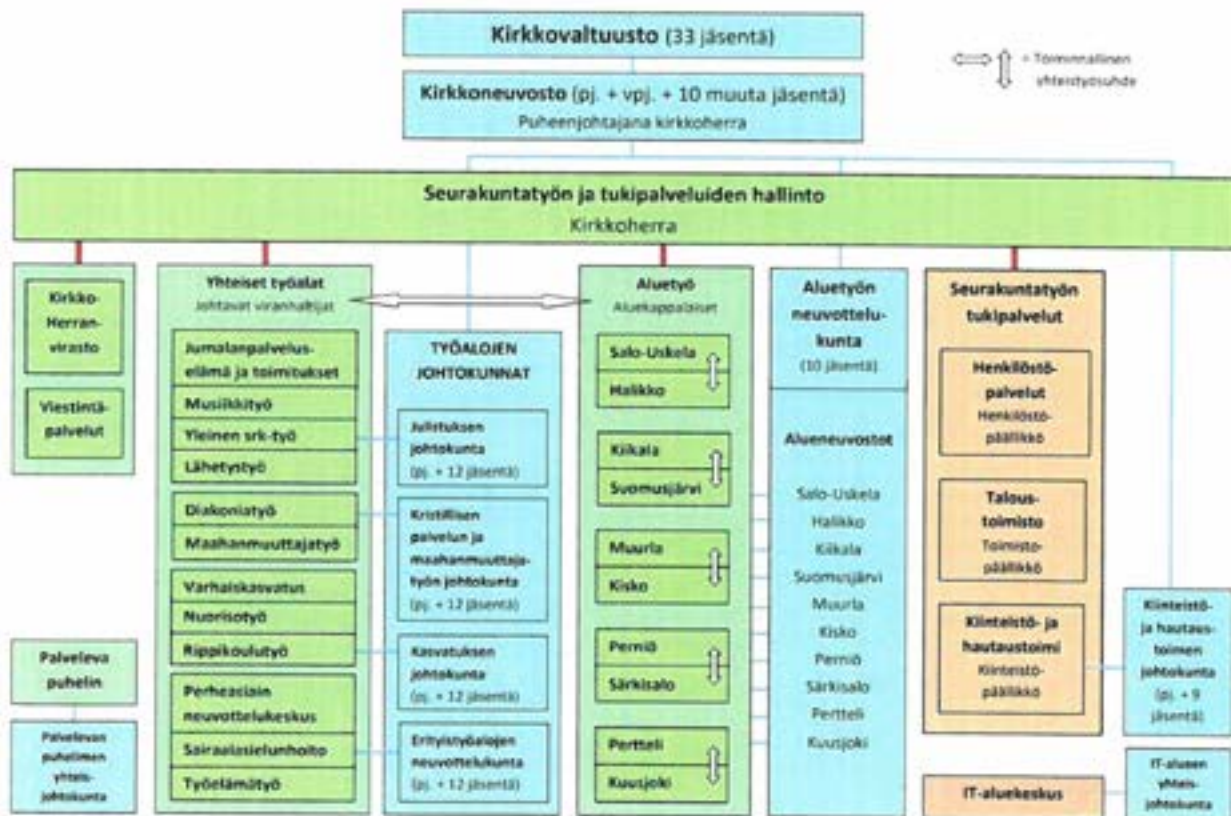 Kirkkovaltuusto (33 jäsentä)
= Toiminnallinen
yhteistyösuhde
Kirkkoneuvosto (pj. + vpj. + 10 muuta jäsentä)
Puheenjohtajana kirkkoherra
Seurakuntatyön ja tukipalveluiden hallinto
Kirkkoherra
Kirkko-
Herran-
virasto
Viestintä-
palvelut
Palveleva
puhelin
Palvelevan
puhelimen
yhteis-
johtokunta
Yhteiset työalat
Johtavat viranhaltijat
Jumalanpalvelus-
elämä ja toimitukset
Musiikkityö
Yleinen srk-työ
Lähetystyö
Diakoniatyö
Maahanmuuttajatyö
Varhaiskasvatus
Nuorisotyö
Rippikoulutyö
Perheasiain
neuvottelukeskus
Sairaalasielunhoito
Työelämätyö
TYÖALOJEN
JOHTOKUNNAT
Julistuksen
johtokunta
(pj. + 12 jäsentä)
Kristillisen
palvelun ja
maahanmuuttaja-
työn johtokunta
(pj. + 12 jäsentä)
Kasvatuksen
johtokunta
(pj. + 12 jäsentä)
Erityistyöalojen
neuvottelukunta
(pj. + 12 jäsentä)
Aluetyö
Aluekappalaiset
Salo-Uskela
Halikko
Kiikala
Suomusjärvi
Muurla
Kisko
Perniö
Särkisalo
Pertteli
Kuusjoki
Aluetyön
neuvottelu-
kunta
(10 jäsentä)
Alueneuvostot
Salo-Uskela
Halikko
Kiikala
Suomusjärvi
Muurla
Kisko
Perniö
Särkisalo
Pertteli
Kuusjoki
Seurakuntatyön
tukipalvelut
Henkilöstö-
palvelut
Henkilöstö-
päällikkö
Talous-
toimisto
Toimisto-
päällikkö
Kiinteistö- ja
hautaustoimi
Kiinteistö-
päällikkö
IT-aluekeskus
Kiinteistö-
ja hautaus-
toimen
johtokunta
(pj. + 9
jäsentä)
IT-alueen
yhteis-
johtokunta